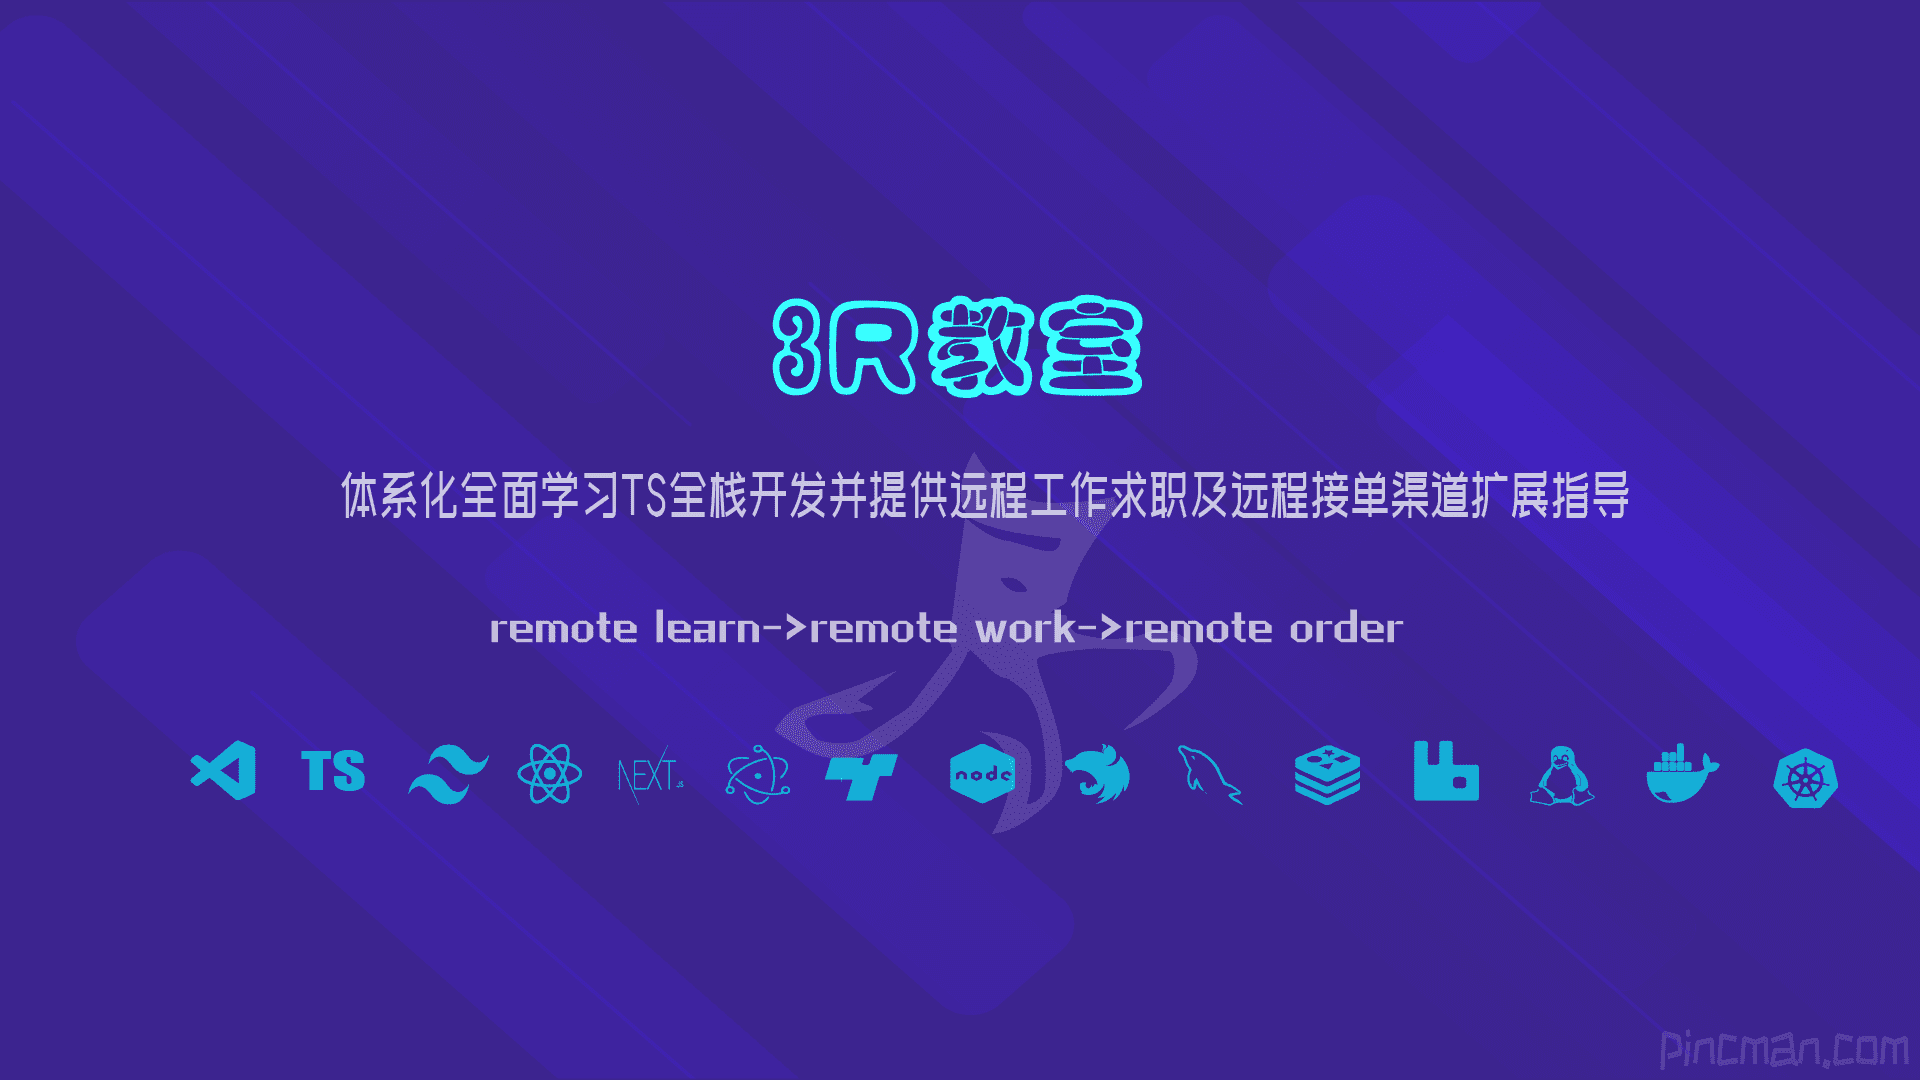 3R教室
体系化全面学习TS全栈开发并提供远程工作求职及远程接单渠道扩展指导
remote learn->remote work->remote order
TS NEXT.JS node
pincman.com